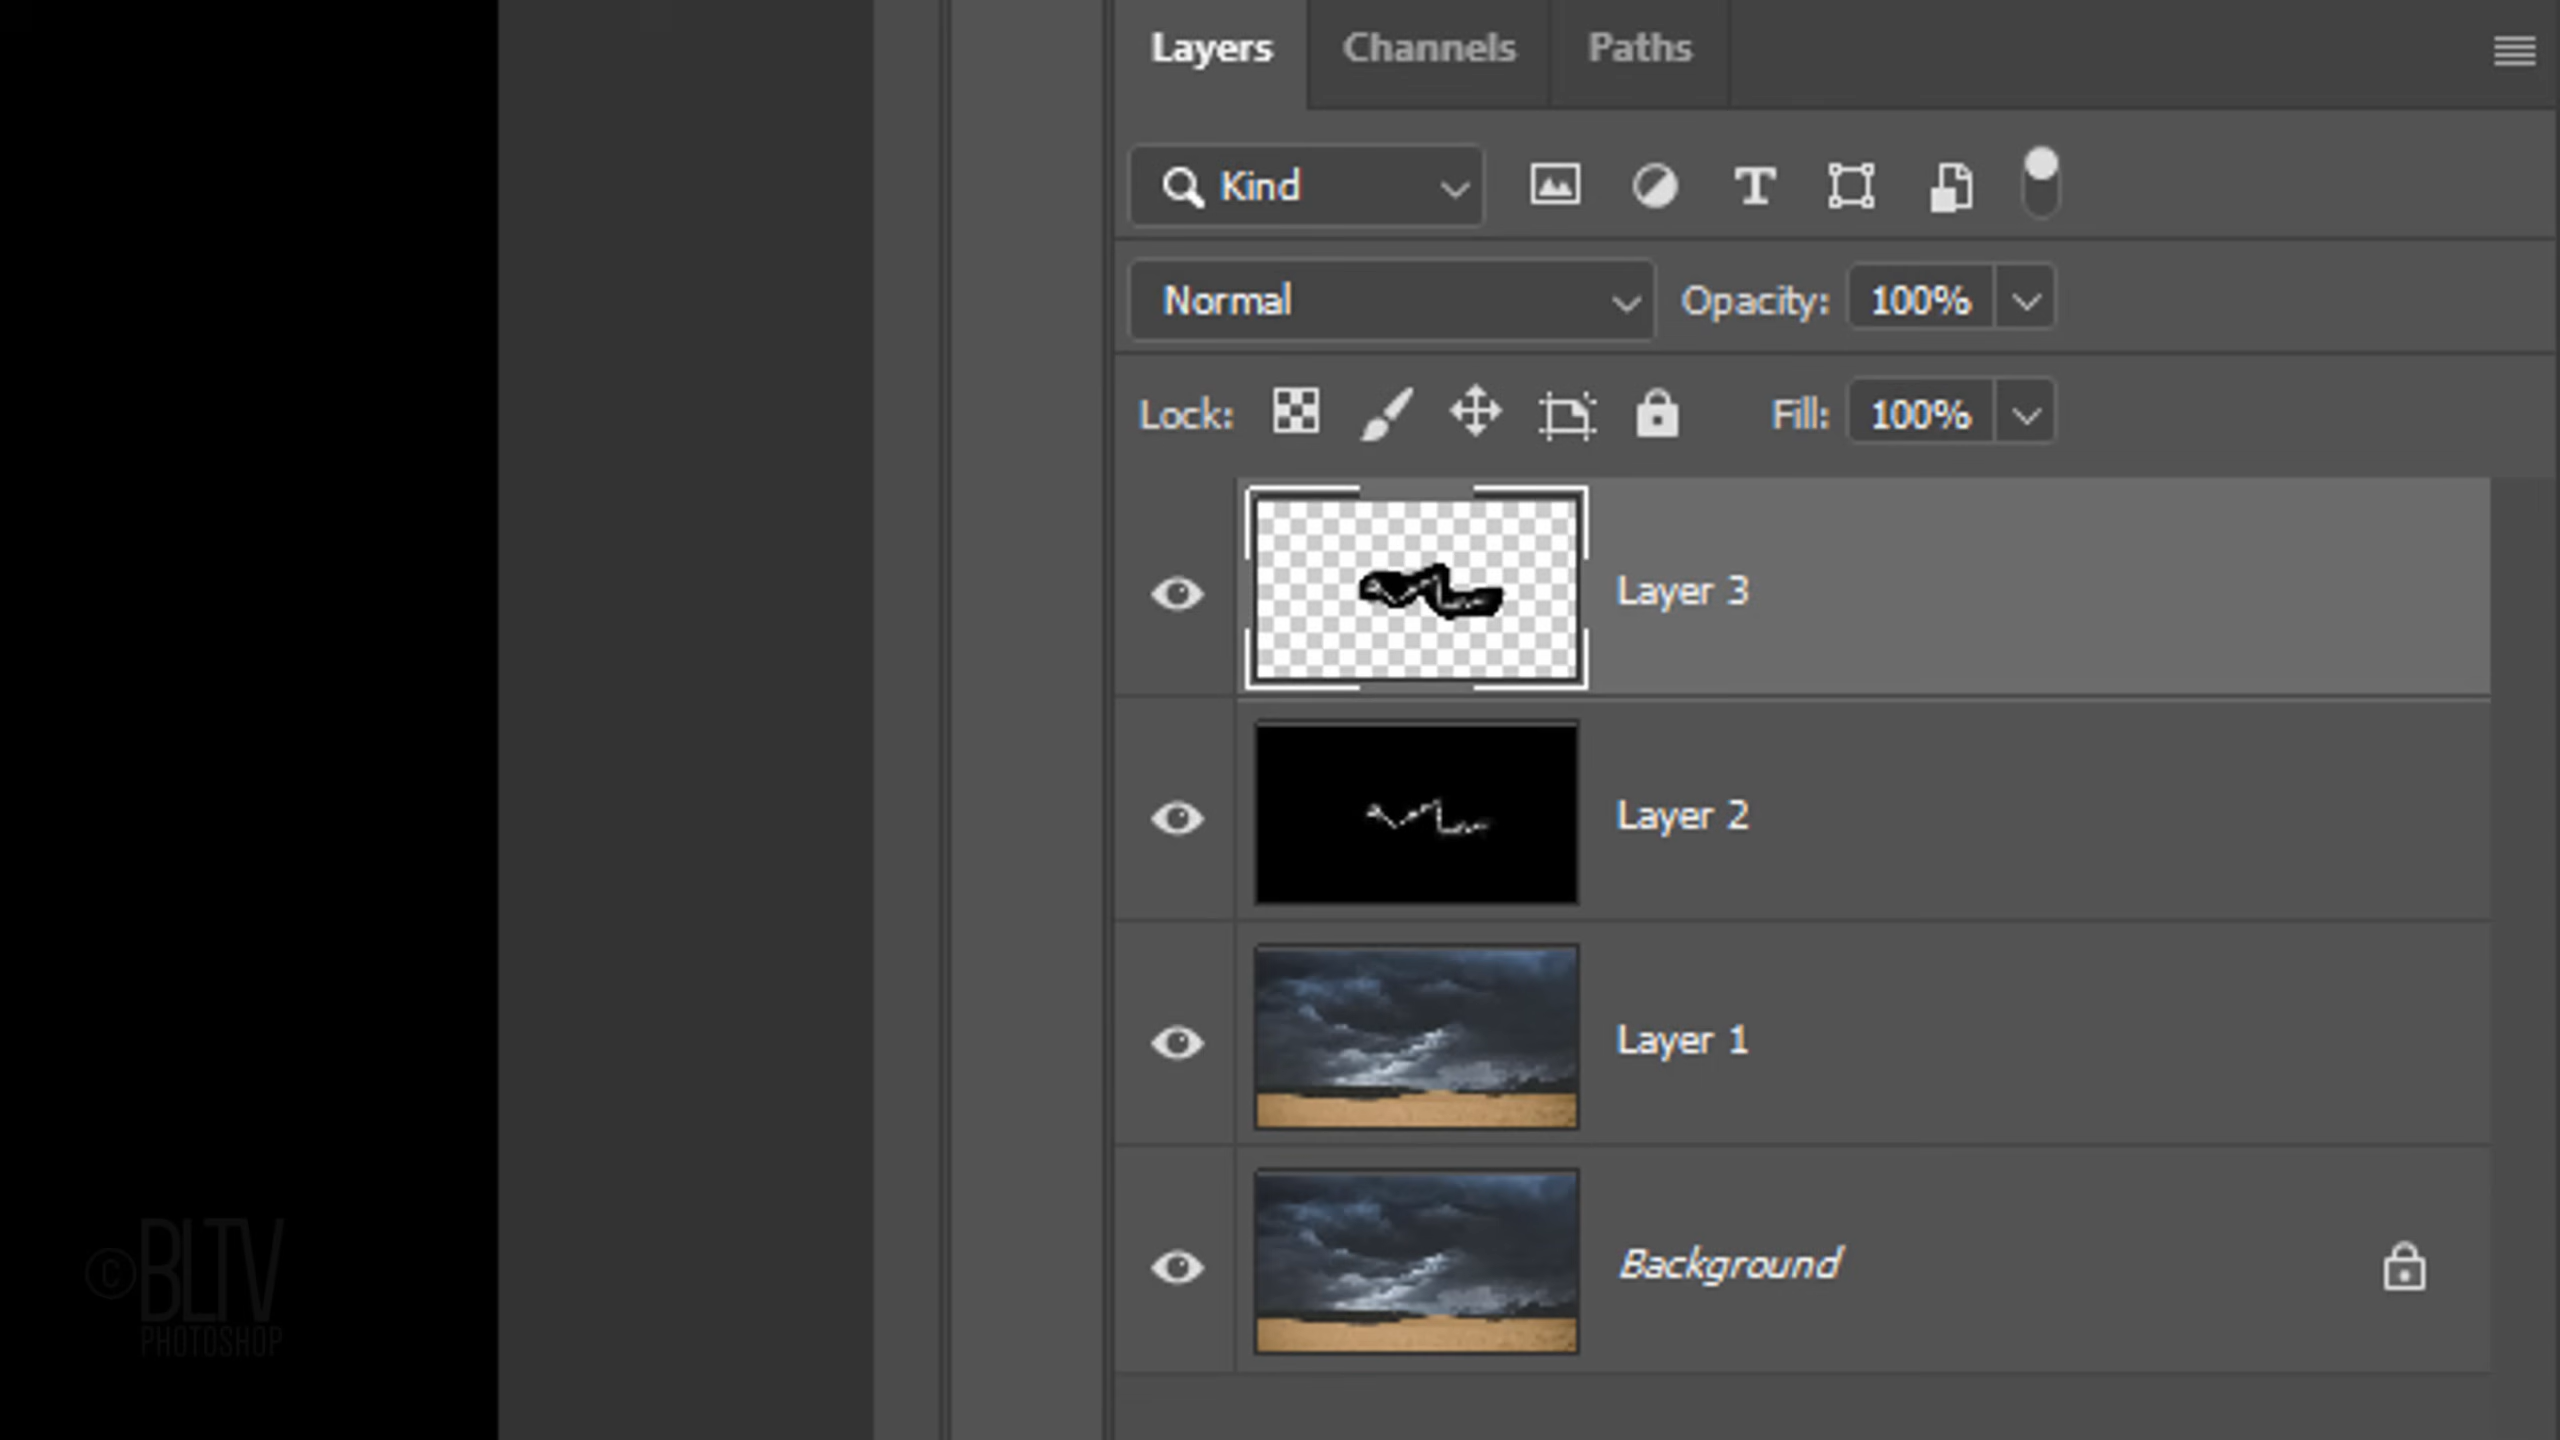 Layers Channels Paths
Kind
Normal Opacity: 100%
Lock: Fill: 100%
Layer 3
Layer 2
Layer 1
Background
©BLTV
PHOTOSHOP